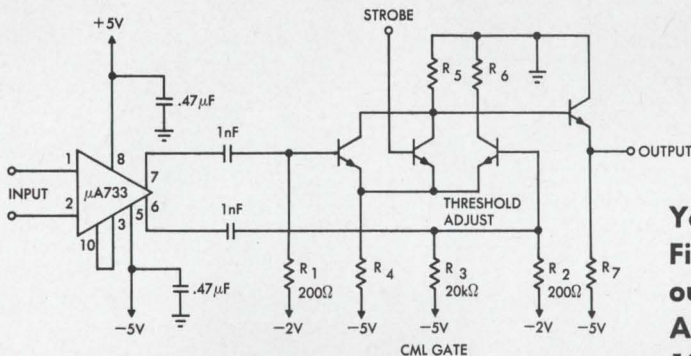 STROBE
+5V
R5
R6
.47μF
1nF
1
8
7
OUTPUT
INPUT
μA733
6
2
5
3
10
1nF
THRESHOLD
ADJUST
.47μF
R1
200Ω
R4
R3
20kΩ
R2
200Ω
R7
-5V
-2V
-5V
-5V
-2V
-5V
CML GATE
Yo
Fi
ou
A